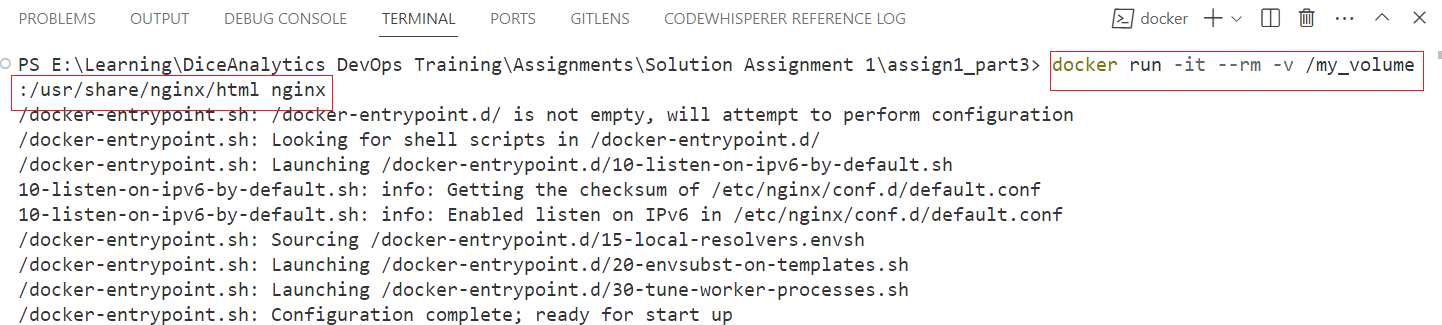 PROBLEMS OUTPUT DEBUG CONSOLE TERMINAL PORTS GITLENS CODEWHISPERER REFERENCE LOG docker
PS E:\Learning\DiceAnalytics DevOps Training\Assignments\Solution Assignment 1\assign1_part3> docker run -it --rm -v /my_volume
:/usr/share/nginx/html nginx
/docker-entrypoint.sh: /docker-entrypoint.d/ is not empty, will attempt to perform configuration
/docker-entrypoint.sh: Looking for shell scripts in /docker-entrypoint.d/
/docker-entrypoint.sh: Launching /docker-entrypoint.d/10-listen-on-ipv6-by-default.sh
10-listen-on-ipv6-by-default.sh: info: Getting the checksum of /etc/nginx/conf.d/default.conf
10-listen-on-ipv6-by-default.sh: info: Enabled listen on IPv6 in /etc/nginx/conf.d/default.conf
/docker-entrypoint.sh: Sourcing /docker-entrypoint.d/15-local-resolvers.envsh
/docker-entrypoint.sh: Launching /docker-entrypoint.d/20-envsubst-on-templates.sh
/docker-entrypoint.sh: Launching /docker-entrypoint.d/30-tune-worker-processes.sh
/docker-entrypoint.sh: Configuration complete; ready for start up